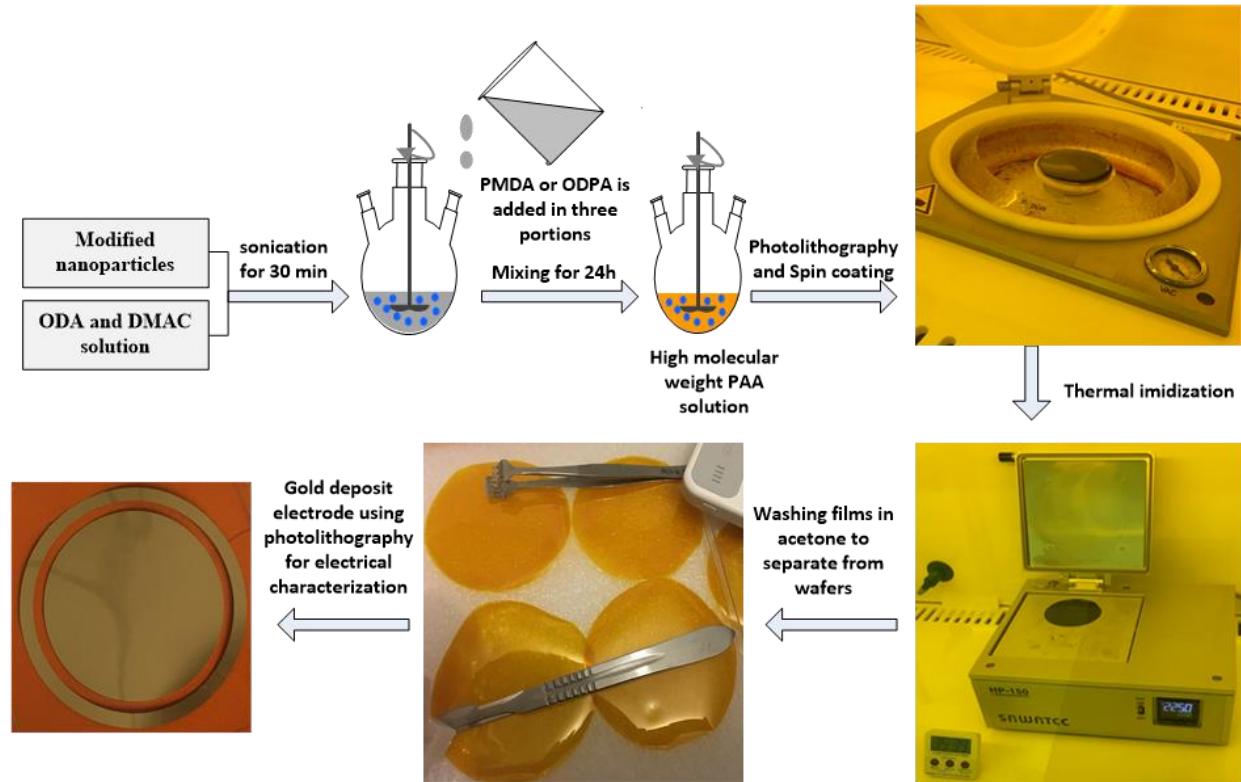 Modified
nanoparticles
ODA and DMAC
solution
sonication
for 30 min
PMDA or ODPA is
added in three
portions
Mixing for 24h
High molecular
weight PAA
solution
Photolithography
and Spin coating
VAC
Thermal imidization
HP-150
SAWATEC
Washing films in
acetone to
separate from
wafers
Gold deposit
electrode using
photolithography
for electrical
characterization